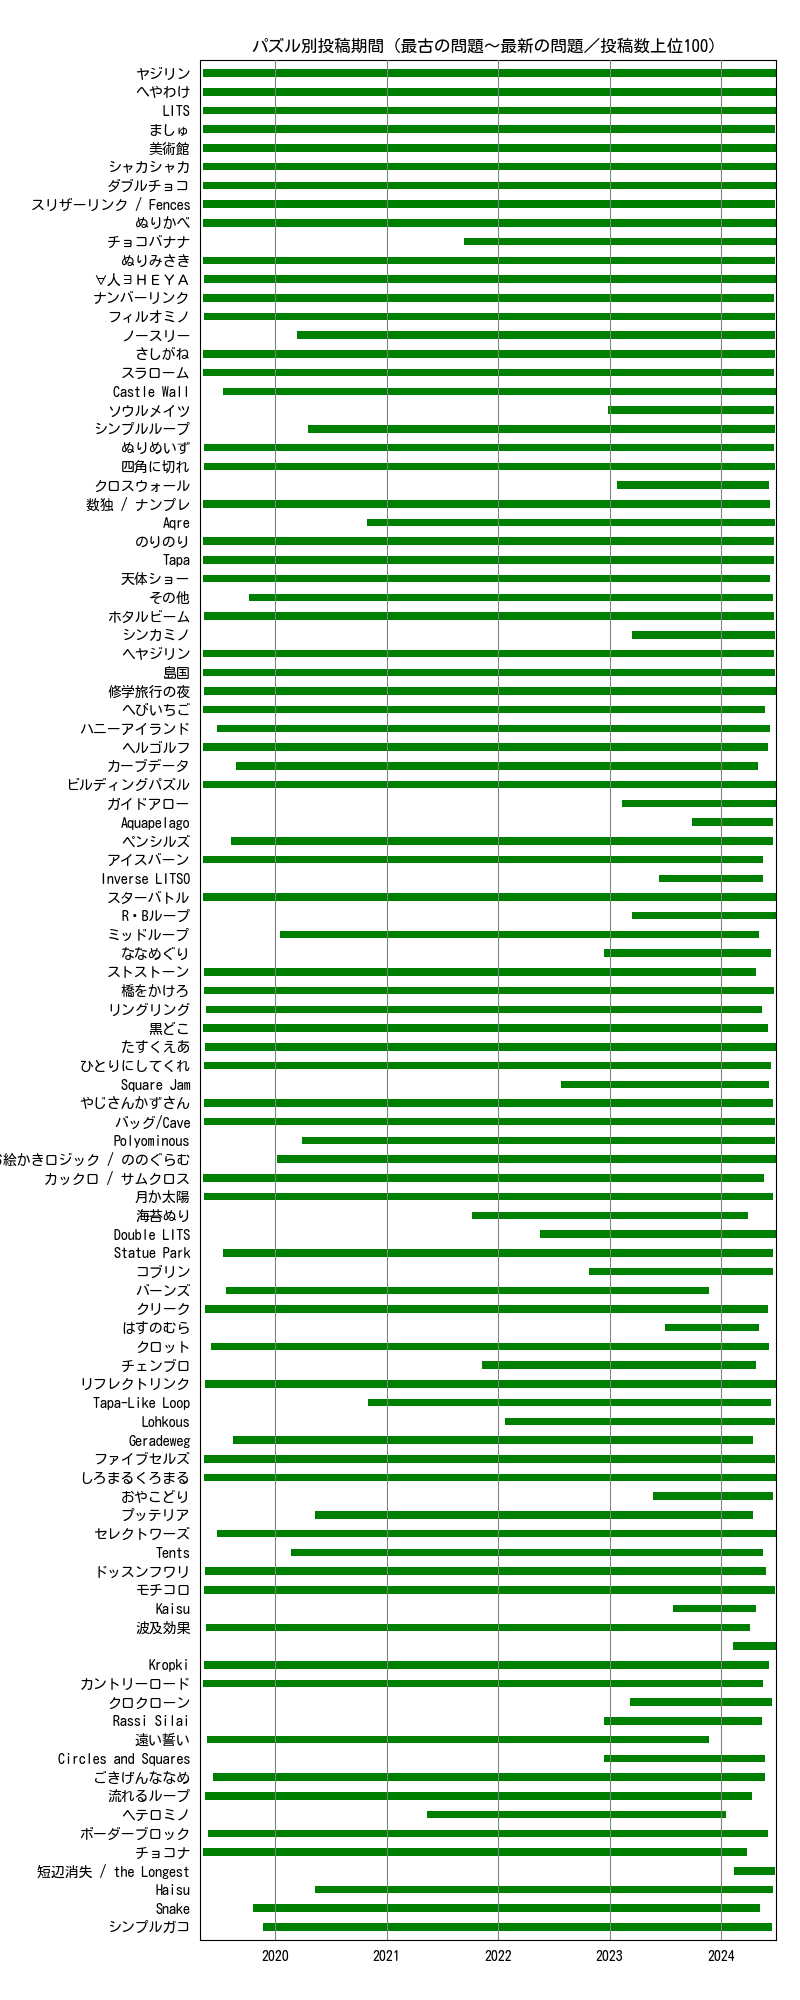 パズル別投稿期間（最古の問題～最新の問題／投稿数上位100）
ヤジリン
へやわけ
LITS
ましゅ
美術館
シャカシャカ
ダブルチョコ
スリザーリンク / Fences
ぬりかべ
チョコバナナ
ぬりみさき
∀人∃ＨＥＹＡ
ナンバーリンク
フィルオミノ
ノースリー
さしがね
スラローム
Castle Wall
ソウルメイツ
シンプルループ
ぬりめいず
四角に切れ
クロスウォール
数独 / ナンプレ
Aqre
のりのり
Tapa
天体ショー
その他
ホタルビーム
シンカミノ
ヘヤジリン
島国
修学旅行の夜
へびいちご
ハニーアイランド
ヘルゴルフ
カーブデータ
ビルディングパズル
ガイドアロー
Aquapelago
ペンシルズ
アイスバーン
Inverse LITSO
スターバトル
R・Bループ
ミッドループ
ななめぐり
ストストーン
橋をかけろ
リングリング
黒どこ
たすくえあ
ひとりにしてくれ
Square Jam
やじさんかずさん
バッグ/Cave
Polyominous
絵かきロジック / ののぐらむ
カックロ / サムクロス
月か太陽
海苔ぬり
Double LITS
Statue Park
コブリン
バーンズ
クリーク
はすのむら
クロット
チェンブロ
リフレクトリンク
Tapa-Like Loop
Lohkous
Geradeweg
ファイブセルズ
しろまるくろまる
おやこどり
プッテリア
セレクトワーズ
Tents
ドッスンフワリ
モチコロ
Kaisu
波及効果
Kropki
カントリーロード
クロクローン
Rassi Silai
遠い誓い
Circles and Squares
ごきげんななめ
流れるループ
ヘテロミノ
ボーダーブロック
チョコナ
短辺消失 / the Longest
Haisu
Snake
シンプルガコ
2020 2021 2022 2023 2024